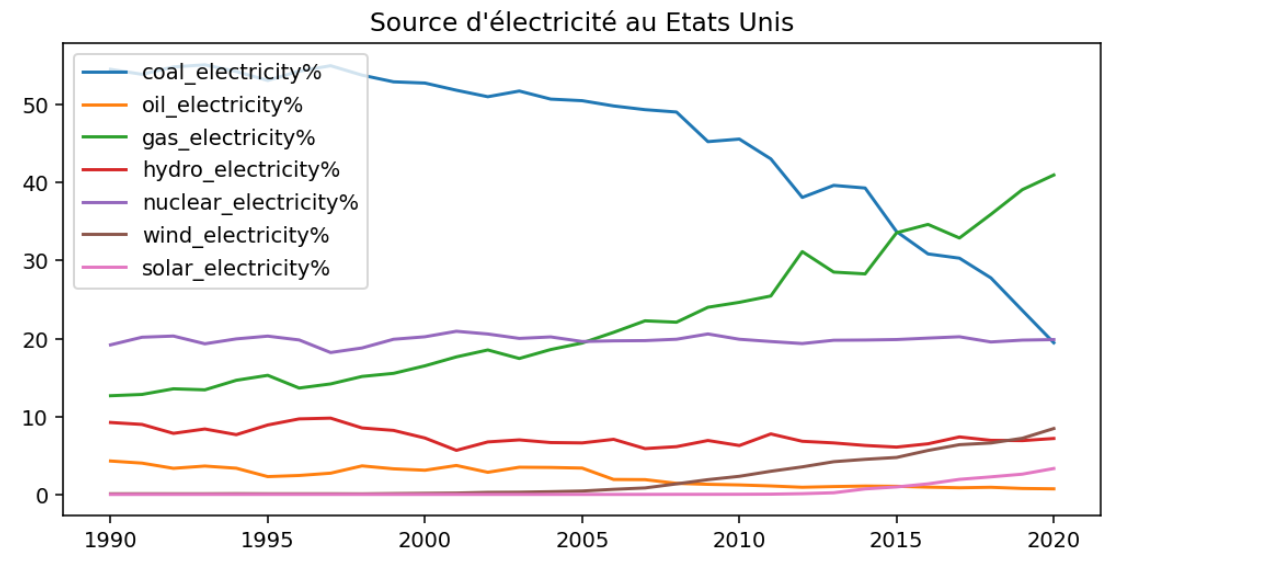 Source d'électricité au Etats Unis
coal_electricity%
oil_electricity%
gas_electricity%
hydro_electricity%
nuclear_electricity%
wind_electricity%
solar_electricity%
50
40
30
20
10
0
1990 1995 2000 2005 2010 2015 2020